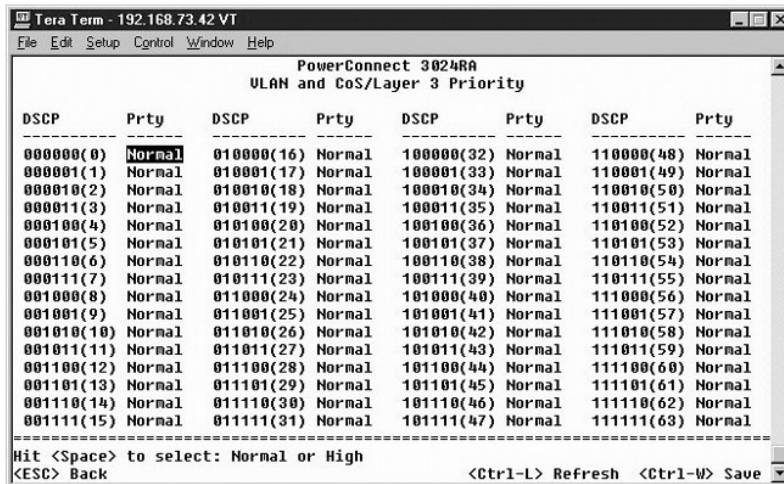 Tera Term - 192.168.73.42 VT
File Edit Setup Control Window Help
PowerConnect 3024RA
VLAN and CoS/Layer 3 Priority
DSCP Prty DSCP Prty DSCP Prty DSCP Prty
----------- ------- ----------- ------- ----------- ------- ----------- -------
000000(0) Normal 010000(16) Normal 100000(32) Normal 110000(48) Normal
000001(1) Normal 010001(17) Normal 100001(33) Normal 110001(49) Normal
000010(2) Normal 010010(18) Normal 100010(34) Normal 110010(50) Normal
000011(3) Normal 010011(19) Normal 100011(35) Normal 110011(51) Normal
000100(4) Normal 010100(20) Normal 100100(36) Normal 110100(52) Normal
000101(5) Normal 010101(21) Normal 100101(37) Normal 110101(53) Normal
000110(6) Normal 010110(22) Normal 100110(38) Normal 110110(54) Normal
000111(7) Normal 010111(23) Normal 100111(39) Normal 110111(55) Normal
001000(8) Normal 011000(24) Normal 101000(40) Normal 111000(56) Normal
001001(9) Normal 011001(25) Normal 101001(41) Normal 111001(57) Normal
001010(10) Normal 011010(26) Normal 101010(42) Normal 111010(58) Normal
001011(11) Normal 011011(27) Normal 101011(43) Normal 111011(59) Normal
001100(12) Normal 011100(28) Normal 101100(44) Normal 111100(60) Normal
001101(13) Normal 011101(29) Normal 101101(45) Normal 111101(61) Normal
001110(14) Normal 011110(30) Normal 101110(46) Normal 111110(62) Normal
001111(15) Normal 011111(31) Normal 101111(47) Normal 111111(63) Normal
================================================================================
Hit <Space> to select: Normal or High
<ESC> Back <Ctrl-L> Refresh <Ctrl-W> Save